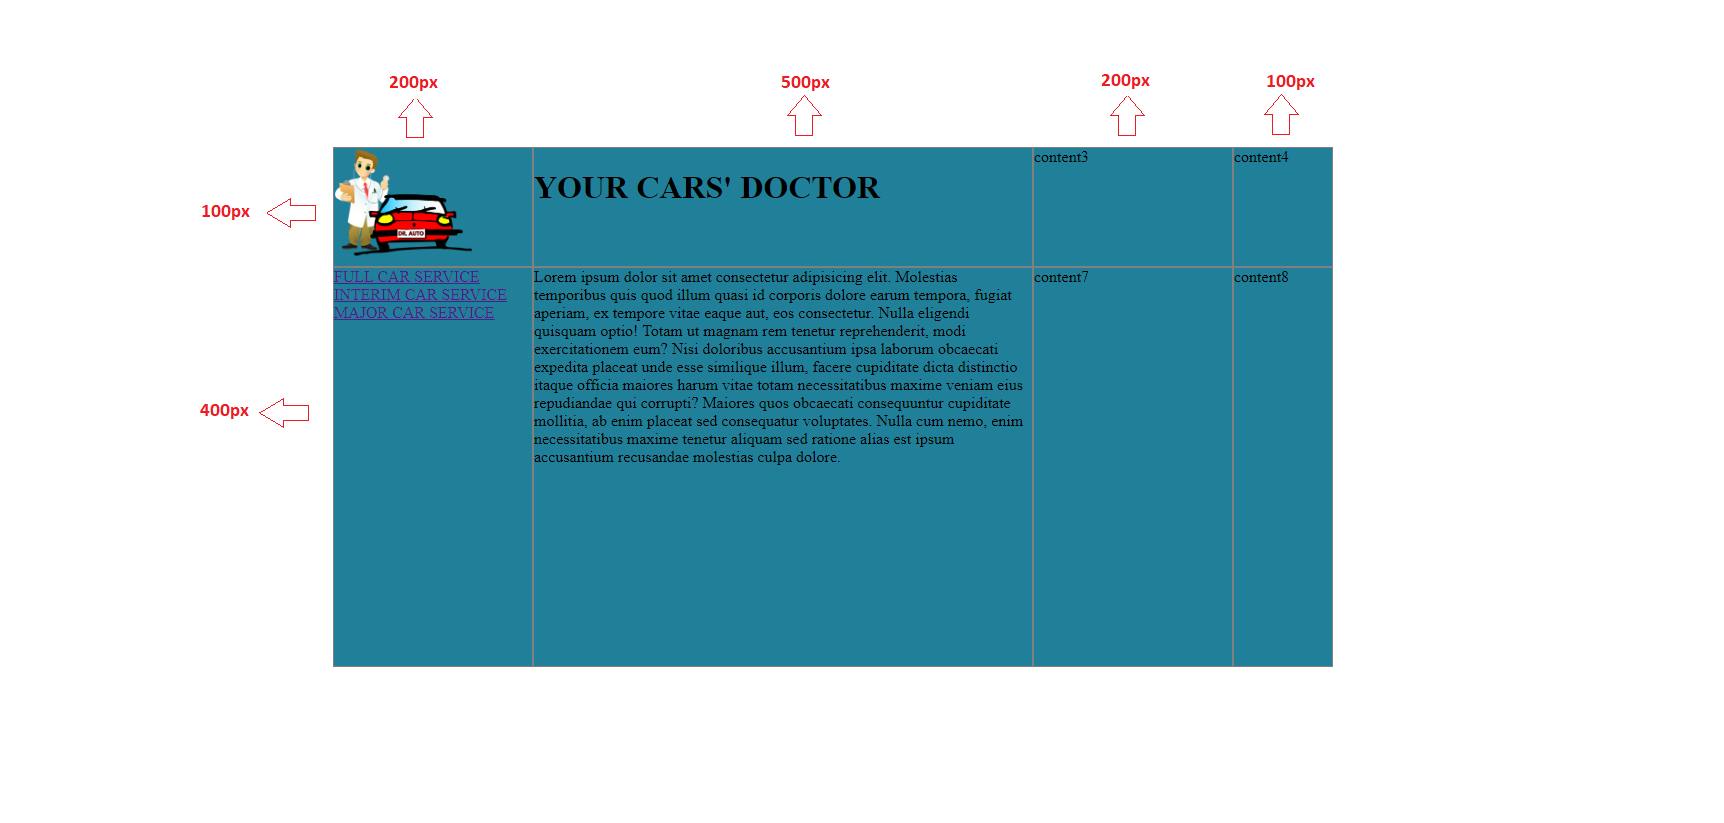 200px
500px
200px
100px
100px
DR. AUTO
YOUR CARS' DOCTOR
content3
content4
400px
FULL CAR SERVICE
INTERIM CAR SERVICE
MAJOR CAR SERVICE
Lorem ipsum dolor sit amet consectetur adipisicing elit. Molestias
temporibus quis quod illum quasi id corporis dolore earum tempora, fugiat
aperiam, ex tempore vitae eaque aut, eos consectetur. Nulla eligendi
quisquam optio! Totam ut magnam rem tenetur reprehenderit, modi
exercitationem eum? Nisi doloribus accusantium ipsa laborum obcaecati
expedita placeat unde esse similique illum, facere cupiditate dicta distinctio
itaque officia maiores harum vitae totam necessitatibus maxime veniam eius
repudiandae qui corrupti? Maiores quos obcaecati consequuntur cupiditate
mollitia, ab enim placeat sed consequatur voluptates. Nulla cum nemo, enim
necessitatibus maxime tenetur aliquam sed ratione alias est ipsum
accusantium recusandae molestias culpa dolore.
content7
content8